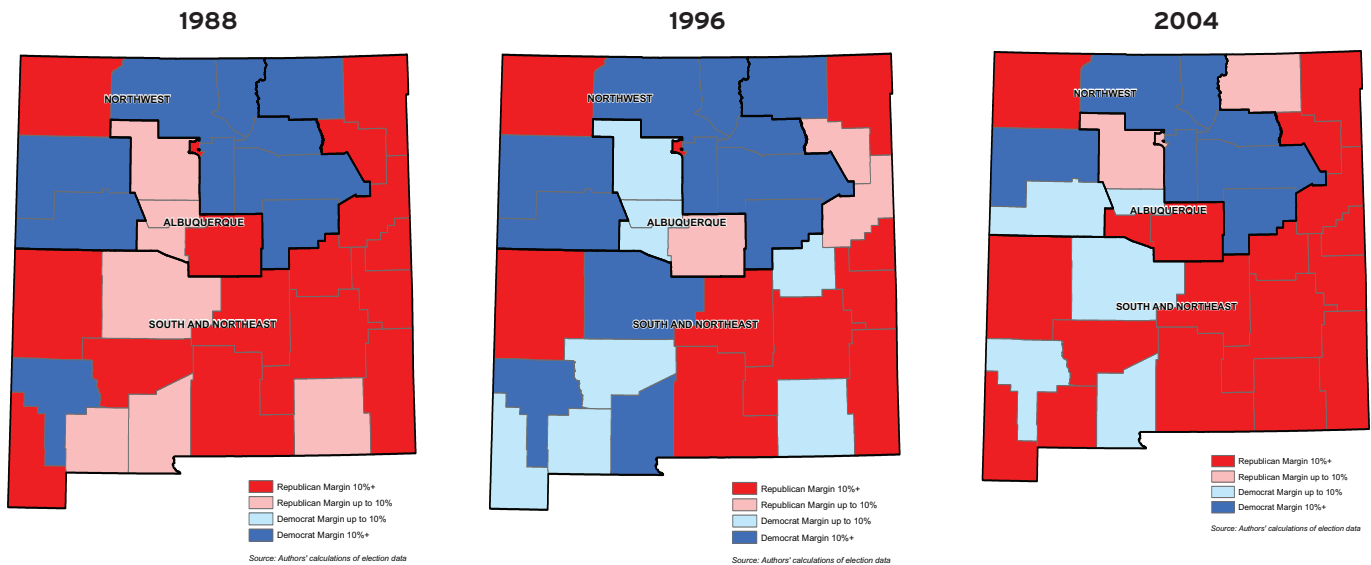 1988
1996
2004
NORTHWEST
ALBUQUERQUE
SOUTH AND NORTHEAST
Republican Margin 10%+
Republican Margin up to 10%
Democrat Margin up to 10%
Democrat Margin 10%+
Source: Authors' calculations of election data
NORTHWEST
ALBUQUERQUE
SOUTH AND NORTHEAST
Republican Margin 10%+
Republican Margin up to 10%
Democrat Margin up to 10%
Democrat Margin 10%+
Source: Authors' calculations of election data
NORTHWEST
ALBUQUERQUE
SOUTH AND NORTHEAST
Republican Margin 10%+
Republican Margin up to 10%
Democrat Margin up to 10%
Democrat Margin 10%+
Source: Authors' calculations of election data